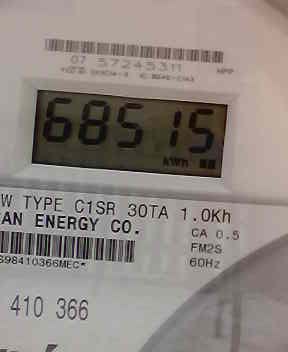 07 57245311
68515
kWh
W TYPE C1SR 30TA 1.0Kh
AN ENERGY CO.
CA 0.5
FM2S
60Hz
S98410366MEC*
410 366